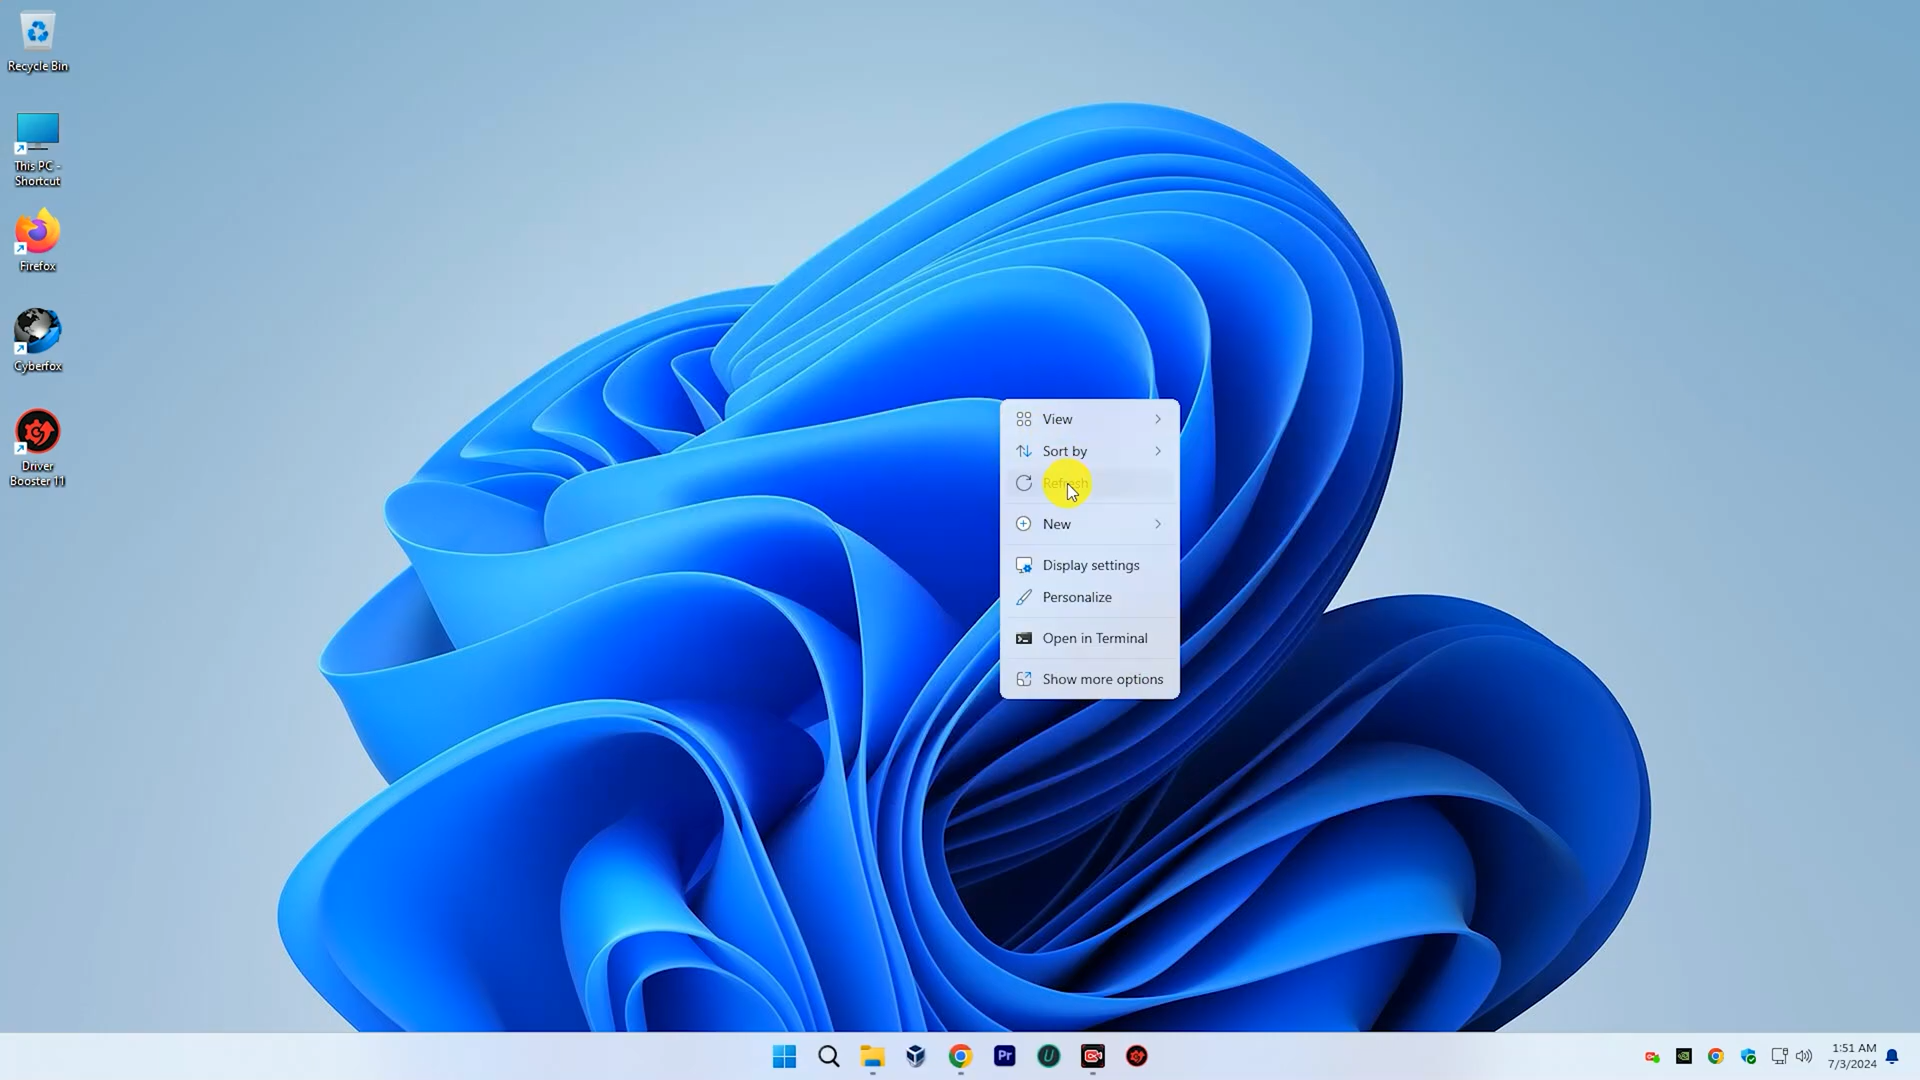 Recycle Bin
This PC -
Shortcut
Firefox
Cyberfox
Driver
Booster 11
View
Sort by
Refresh
New
Display settings
Personalize
Open in Terminal
Show more options
Pr
U
1:51 AM
7/3/2024